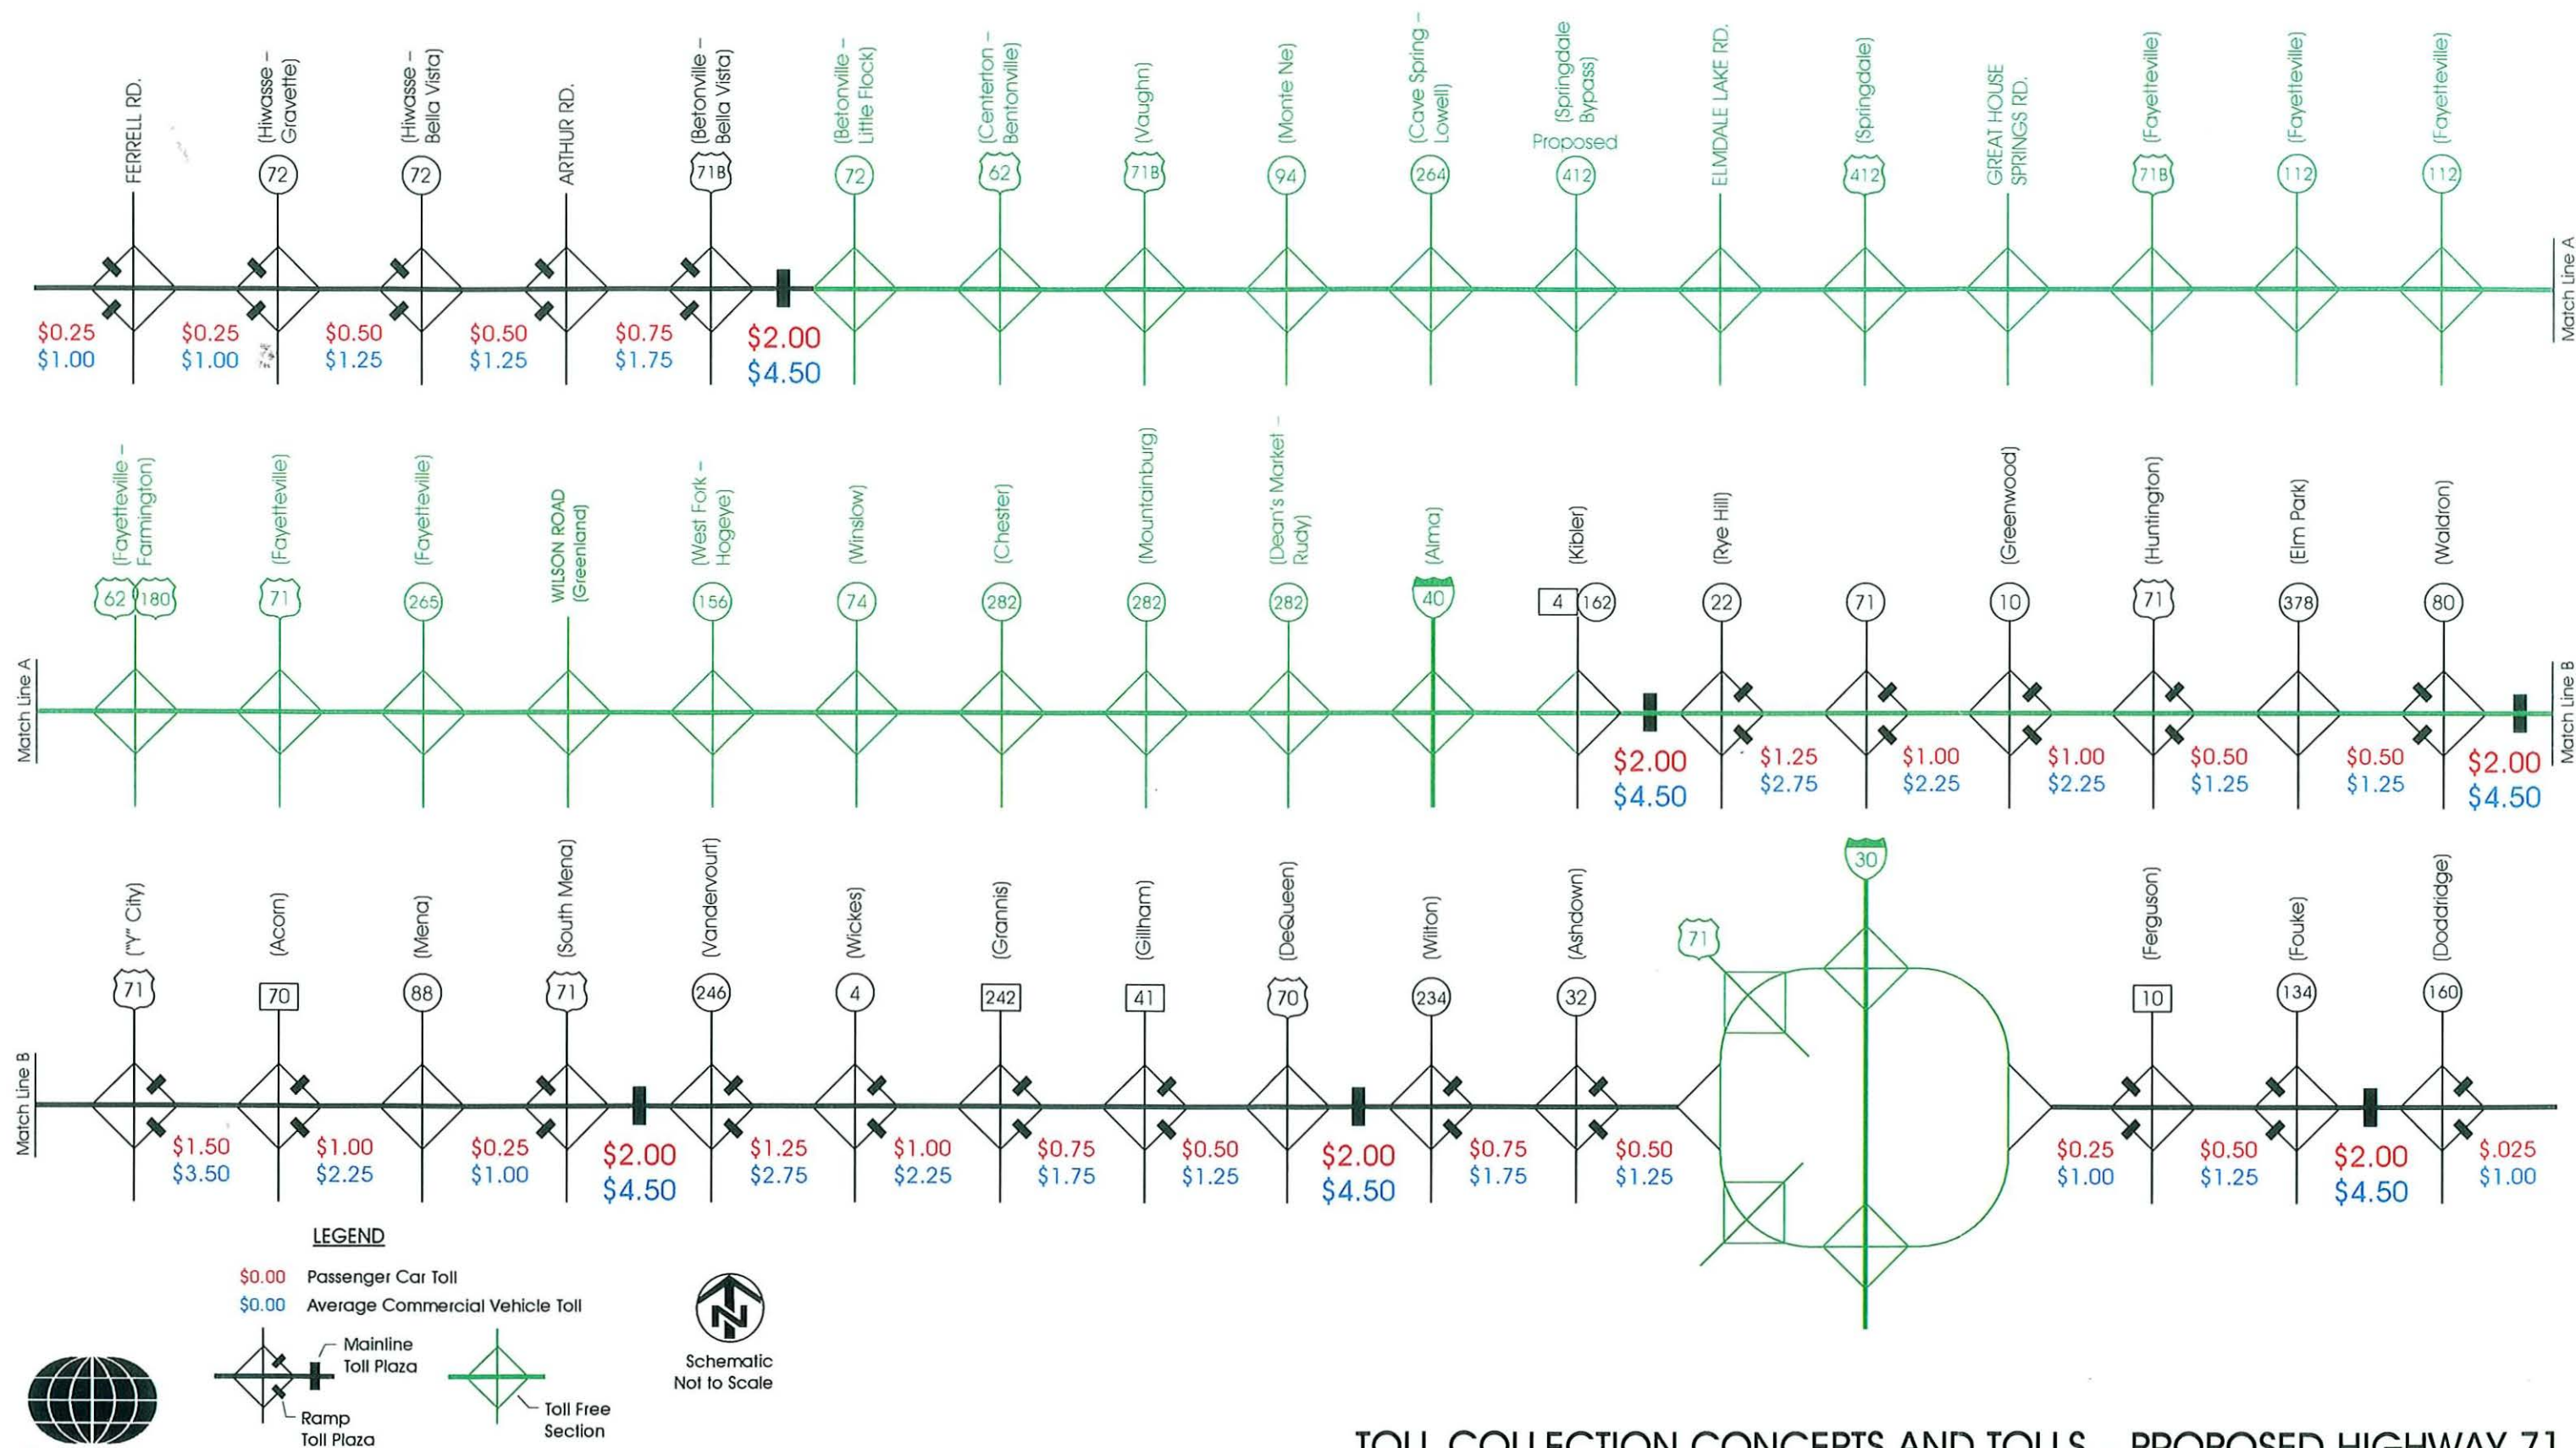 FERRELL RD.
(Hiwasse –
Gravette)
72
(Hiwasse –
Bella Vista)
72
ARTHUR RD.
(Betonville –
Bella Vista)
71B
(Betonville –
Little Flock)
72
(Centerton –
Bentonville)
62
(Vaughn)
71B
(Monte Ne)
94
(Cave Spring –
Lowell)
264
(Springdale
Bypass)
Proposed
412
ELMDALE LAKE RD.
(Springdale)
412
GREAT HOUSE
SPRINGS RD.
(Fayetteville)
71B
(Fayetteville)
112
(Fayetteville)
112
Match Line A
$0.25
$1.00
$0.25
$1.00
$0.50
$1.25
$0.50
$1.25
$0.75
$1.75
$2.00
$4.50
Match Line A
(Fayetteville –
Farmington)
62 180
(Fayetteville)
71
(Fayetteville)
265
WILSON ROAD
(Greenland)
(West Fork –
Hogeye)
156
(Winslow)
74
(Chester)
282
(Mountainburg)
282
(Dean's Market –
Rudy)
282
(Alma)
40
(Kibler)
4 162
(Rye Hill)
22
71
(Greenwood)
10
(Huntington)
71
(Elm Park)
378
(Waldron)
80
Match Line B
$2.00
$4.50
$1.25
$2.75
$1.00
$2.25
$1.00
$2.25
$0.50
$1.25
$0.50
$1.25
$2.00
$4.50
Match Line B
("Y" City)
71
(Acorn)
70
(Mena)
88
(South Mena)
71
(Vandervourt)
246
(Wickes)
4
(Grannis)
242
(Gillham)
41
(DeQueen)
70
(Wilton)
234
(Ashdown)
32
71
30
(Ferguson)
10
(Fouke)
134
(Doddridge)
160
$1.50
$3.50
$1.00
$2.25
$0.25
$1.00
$2.00
$4.50
$1.25
$2.75
$1.00
$2.25
$0.75
$1.75
$0.50
$1.25
$2.00
$4.50
$0.75
$1.75
$0.50
$1.25
$0.25
$1.00
$0.50
$1.25
$2.00
$4.50
$.025
$1.00
LEGEND
$0.00 Passenger Car Toll
$0.00 Average Commercial Vehicle Toll
Mainline
Toll Plaza
Ramp
Toll Plaza
Toll Free
Section
N
Schematic
Not to Scale
TOLL COLLECTION CONCEPTS AND TOLLS – PROPOSED HIGHWAY 71